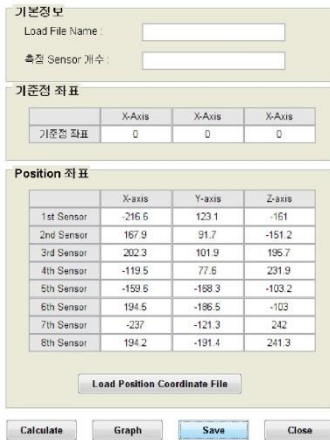 기본정보
Load File Name :
측정 Sensor 개수 :
기준점 좌표
X-Axis X-Axis X-Axis
기준점 좌표 0 0 0
Position 좌표
X-axis Y-axis Z-axis
1st Sensor -216.6 123.1 -161
2nd Sensor 167.9 91.7 -151.2
3rd Sensor 202.3 101.9 195.7
4th Sensor -119.5 77.6 231.9
5th Sensor -159.6 -168.3 -103.2
6th Sensor 194.5 -186.5 -103
7th Sensor -237 -121.3 242
8th Sensor 194.2 -191.4 241.3
Load Position Coordinate File
Calculate Graph Save Close